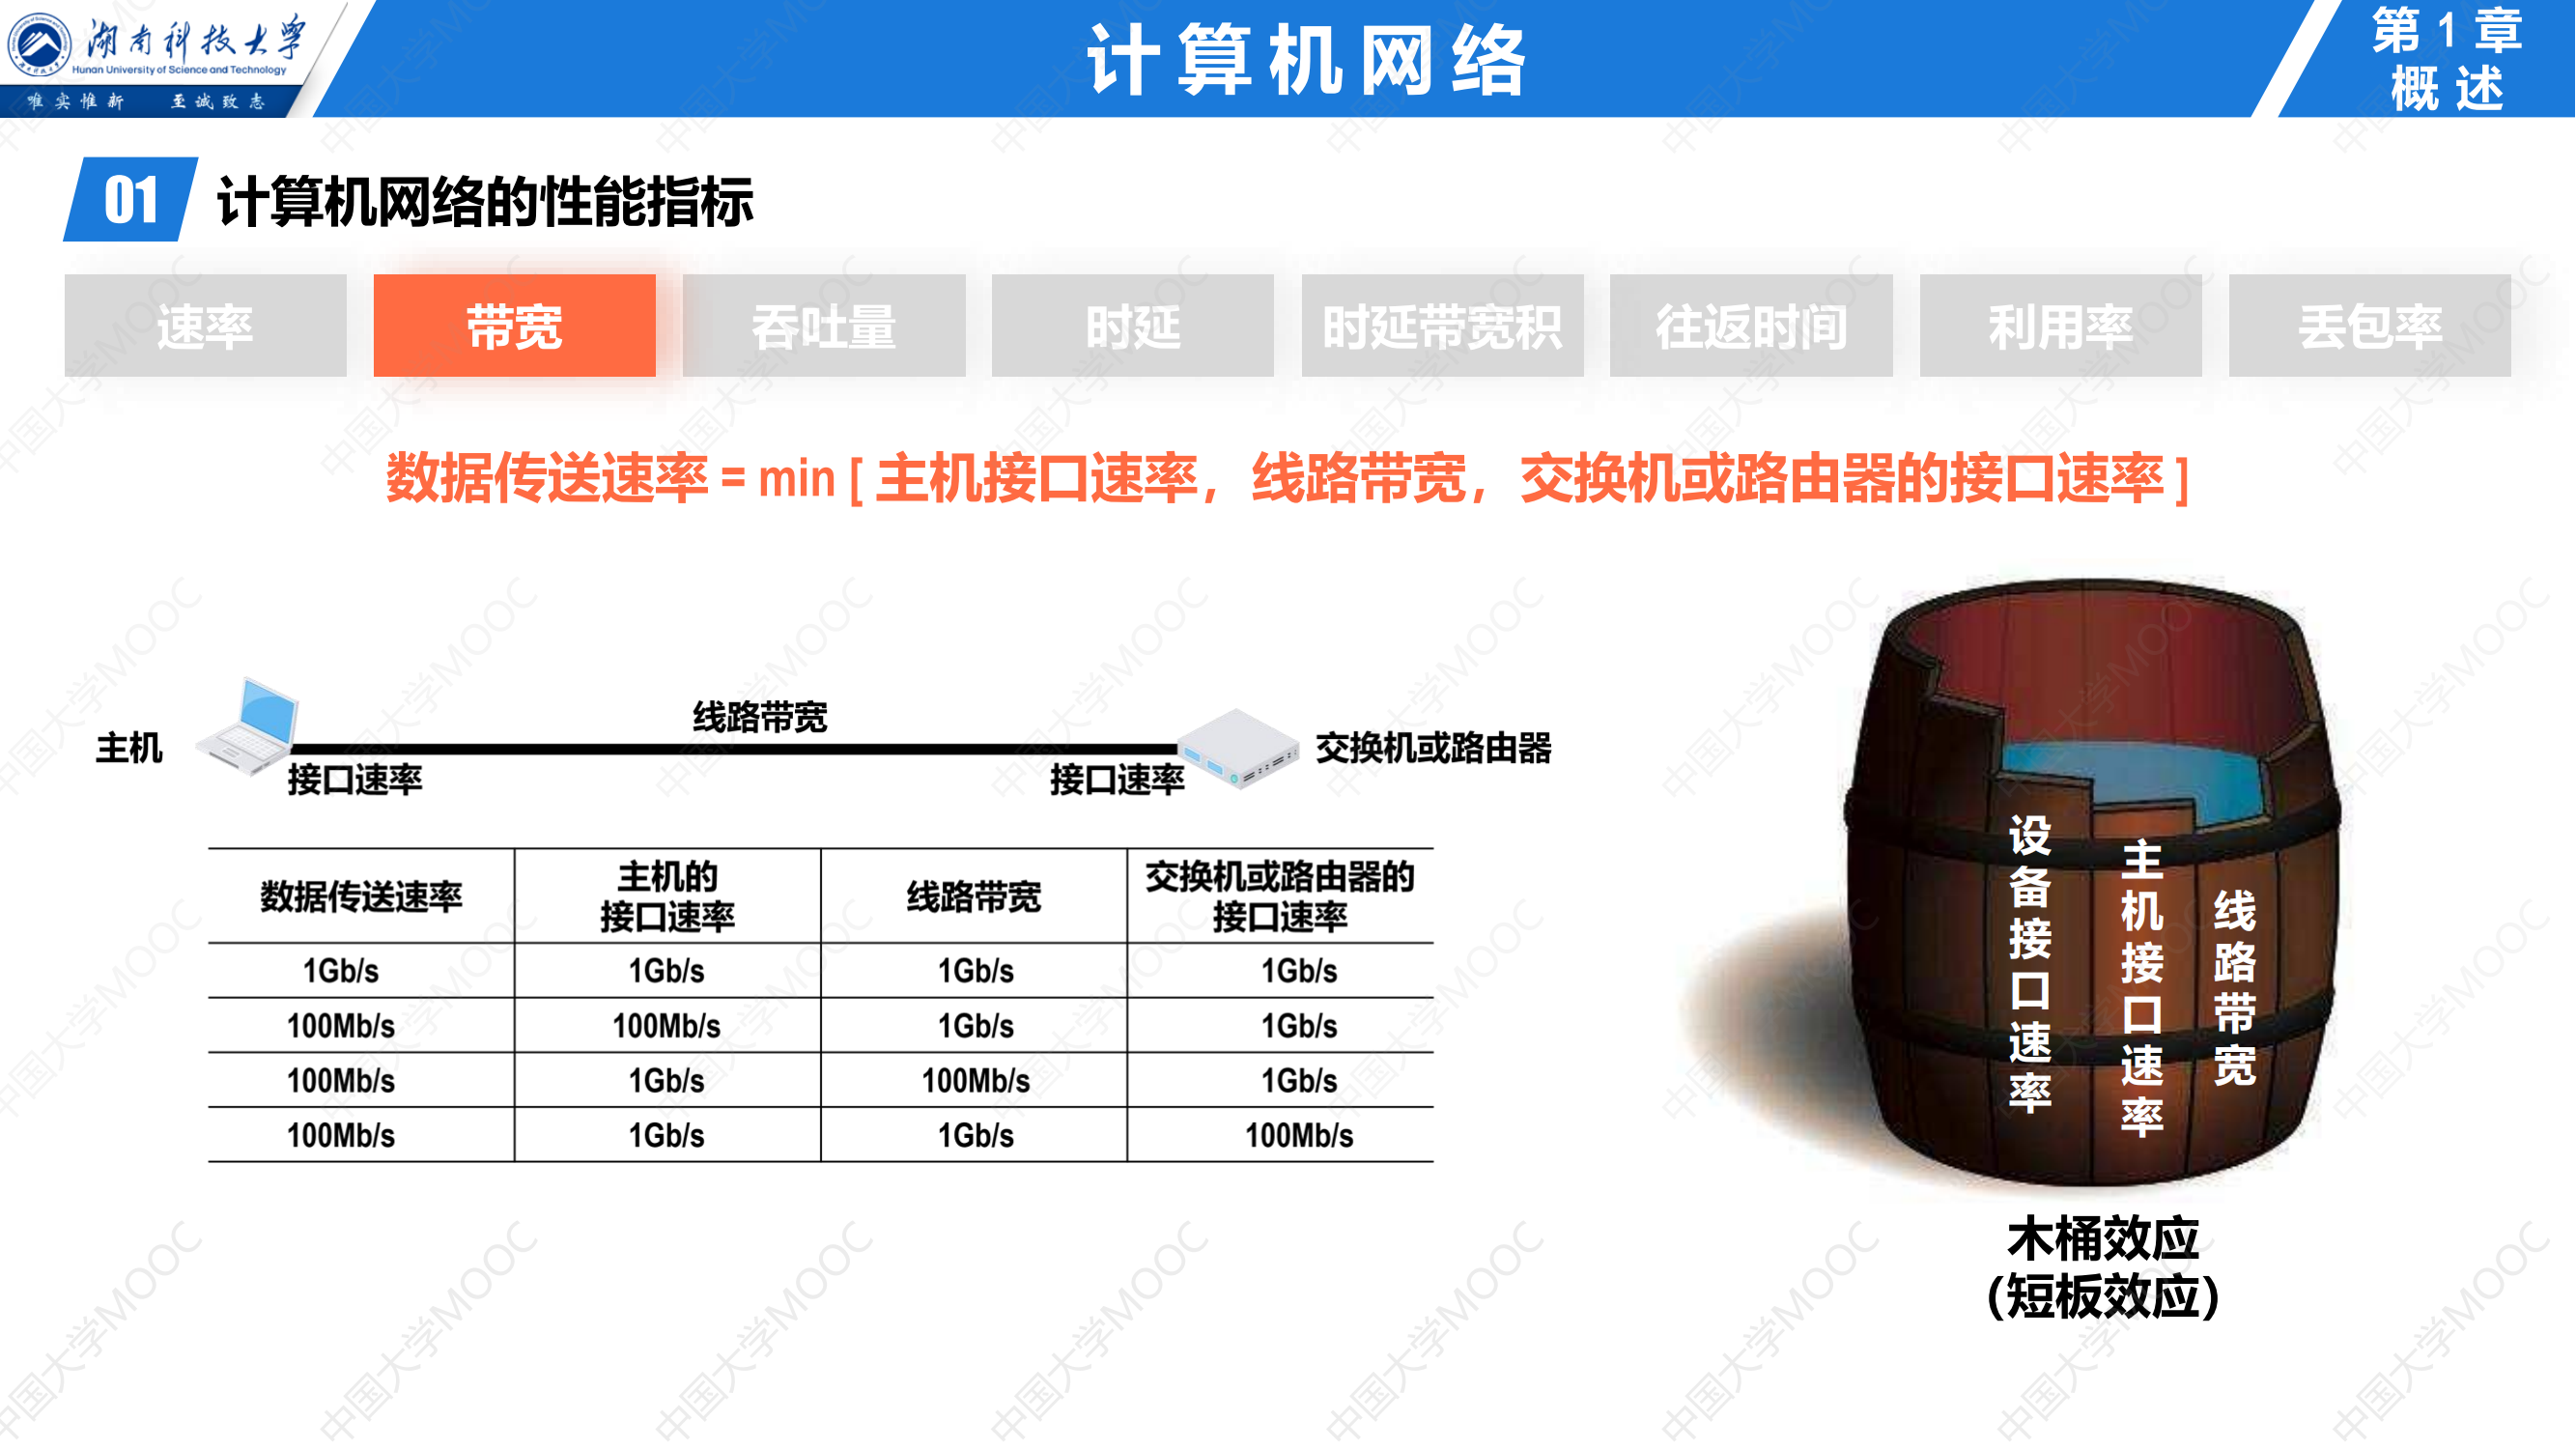 湖南科技大学
Hunan University of Science and Technology
唯实惟新 至诚致志
计算机网络
第1章
概述
01 计算机网络的性能指标
速率 带宽 吞吐量 时延 时延带宽积 往返时间 利用率 丢包率
数据传送速率 = min [ 主机接口速率，线路带宽，交换机或路由器的接口速率 ]
主机
线路带宽
接口速率
接口速率
交换机或路由器
数据传送速率 主机的接口速率 线路带宽 交换机或路由器的接口速率
1Gb/s 1Gb/s 1Gb/s 1Gb/s
100Mb/s 100Mb/s 1Gb/s 1Gb/s
100Mb/s 1Gb/s 100Mb/s 1Gb/s
100Mb/s 1Gb/s 1Gb/s 100Mb/s
设备接口速率
主机接口速率
线路带宽
木桶效应
（短板效应）
中国大学MOOC